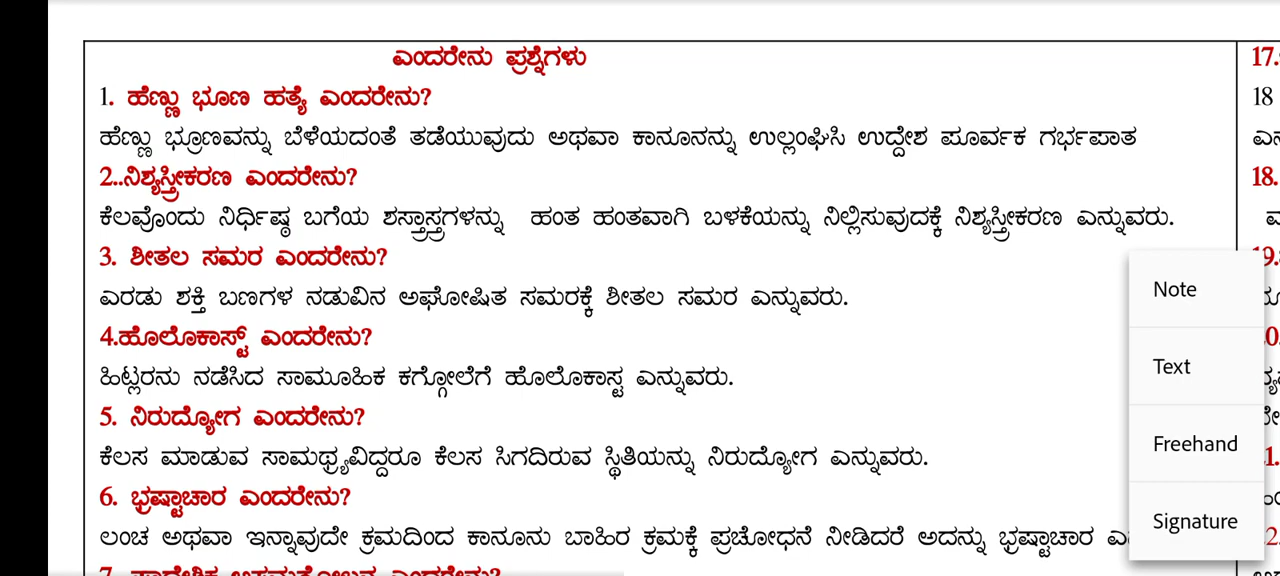 ಎಂದರೇನು ಪ್ರಶ್ನೆಗಳು
1. ಹೆಣ್ಣು ಭೂಣ ಹತ್ಯೆ ಎಂದರೇನು?
ಹೆಣ್ಣು ಭ್ರೂಣವನ್ನು ಬೆಳೆಯದಂತೆ ತಡೆಯುವುದು ಅಥವಾ ಕಾನೂನನ್ನು ಉಲ್ಲಂಘಿಸಿ ಉದ್ದೇಶ ಪೂರ್ವಕ ಗರ್ಭಪಾತ
2..ನಿಶ್ಯಸ್ತ್ರೀಕರಣ ಎಂದರೇನು?
ಕೆಲವೊಂದು ನಿರ್ಧಿಷ್ಠ ಬಗೆಯ ಶಸ್ತ್ರಾಸ್ತ್ರಗಳನ್ನು ಹಂತ ಹಂತವಾಗಿ ಬಳಕೆಯನ್ನು ನಿಲ್ಲಿಸುವುದಕ್ಕೆ ನಿಶ್ಯಸ್ತ್ರೀಕರಣ ಎನ್ನುವರು.
3. ಶೀತಲ ಸಮರ ಎಂದರೇನು?
ಎರಡು ಶಕ್ತಿ ಬಣಗಳ ನಡುವಿನ ಅಘೋಷಿತ ಸಮರಕ್ಕೆ ಶೀತಲ ಸಮರ ಎನ್ನುವರು.
4.ಹೊಲೊಕಾಸ್ಟ್ ಎಂದರೇನು?
ಹಿಟ್ಲರನು ನಡೆಸಿದ ಸಾಮೂಹಿಕ ಕಗ್ಗೋಲೆಗೆ ಹೊಲೊಕಾಸ್ಟ ಎನ್ನುವರು.
5. ನಿರುದ್ಯೋಗ ಎಂದರೇನು?
ಕೆಲಸ ಮಾಡುವ ಸಾಮಥ್ರ್ಯವಿದ್ದರೂ ಕೆಲಸ ಸಿಗದಿರುವ ಸ್ಥಿತಿಯನ್ನು ನಿರುದ್ಯೋಗ ಎನ್ನುವರು.
6. ಭ್ರಷ್ಟಾಚಾರ ಎಂದರೇನು?
ಲಂಚ ಅಥವಾ ಇನ್ನಾವುದೇ ಕ್ರಮದಿಂದ ಕಾನೂನು ಬಾಹಿರ ಕ್ರಮಕ್ಕೆ ಪ್ರಚೋಧನೆ ನೀಡಿದರೆ ಅದನ್ನು ಭ್ರಷ್ಟಾಚಾರ
17.
18
18.
Note
Text
Freehand
Signature